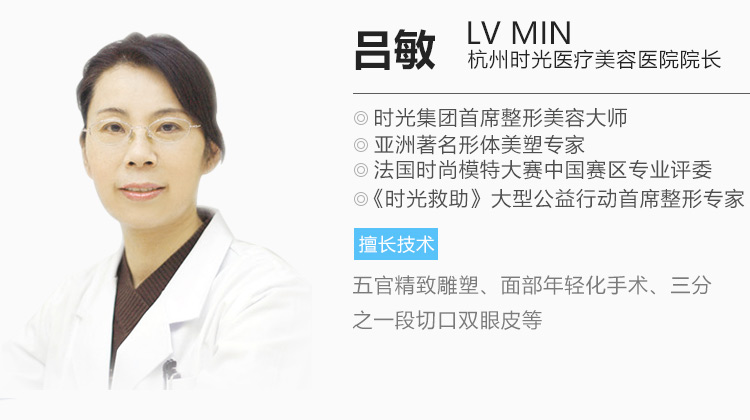 吕敏
LV MIN
杭州时光医疗美容医院院长
◎ 时光集团首席整形美容大师
◎ 亚洲著名形体美塑专家
◎ 法国时尚模特大赛中国赛区专业评委
◎《时光救助》大型公益行动首席整形专家
擅长技术
五官精致雕塑、面部年轻化手术、三分
之一段切口双眼皮等